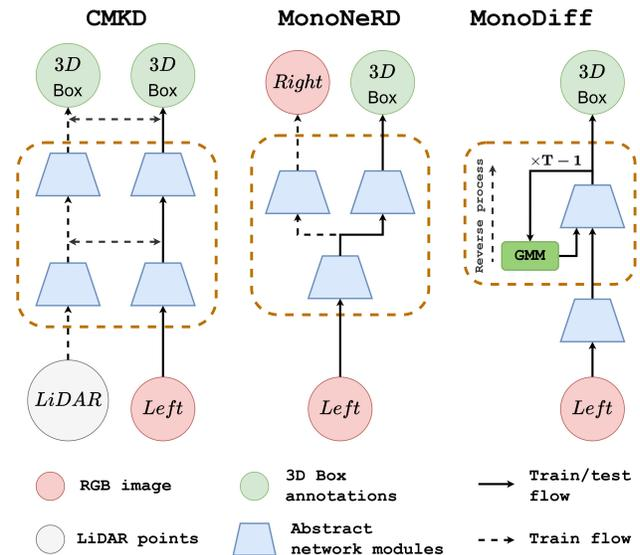 CMKD
MonoNeRD
MonoDiff
3D
Box
3D
Box
Right
3D
Box
3D
Box
×T − 1
Reverse process
GMM
LiDAR
Left
Left
Left
RGB image
3D Box
annotations
Train/test
flow
LiDAR points
Abstract
network modules
Train flow